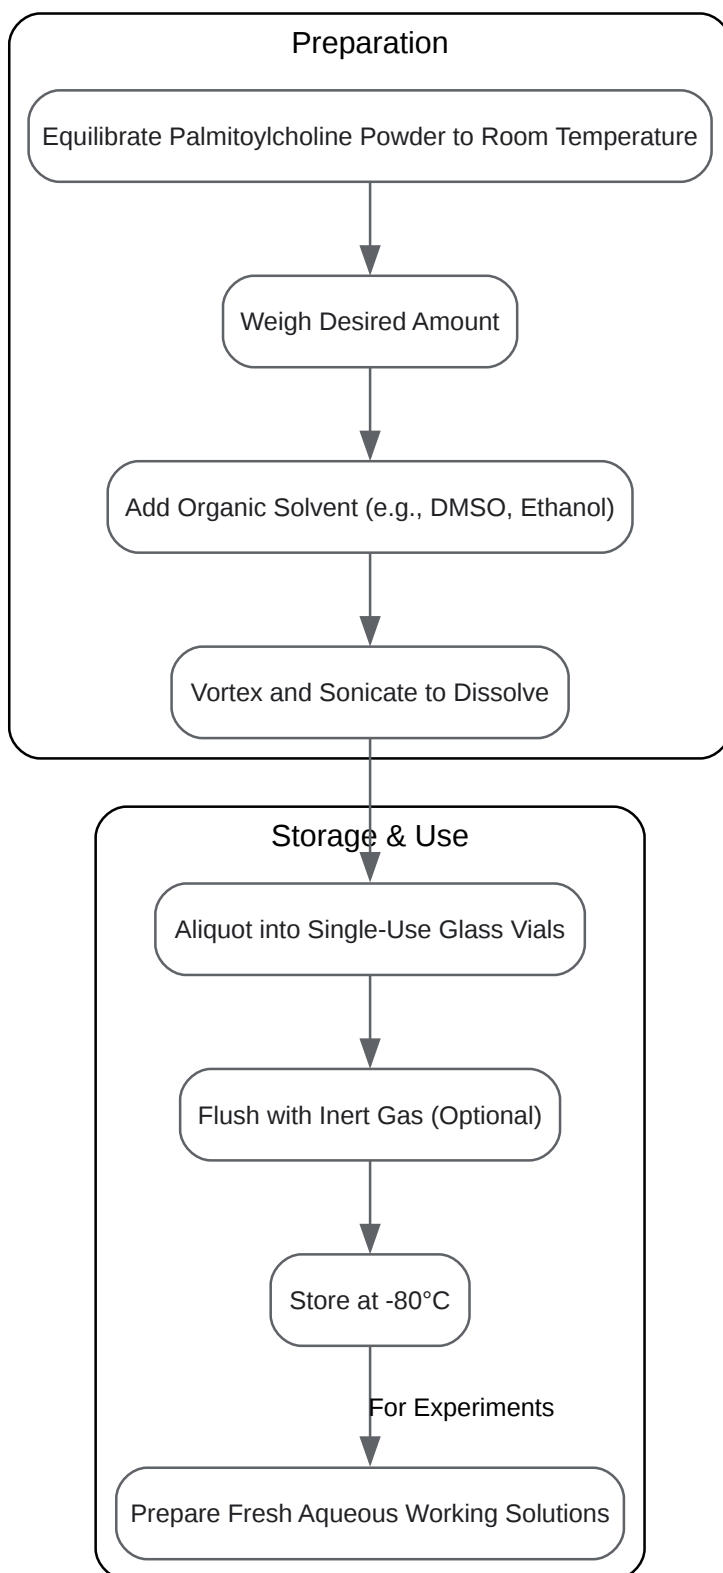 Preparation
Equilibrate Palmitoylcholine Powder to Room Temperature
Weigh Desired Amount
Add Organic Solvent (e.g., DMSO, Ethanol)
Vortex and Sonicate to Dissolve
Storage & Use
Aliquot into Single-Use Glass Vials
Flush with Inert Gas (Optional)
Store at -80°C
For Experiments
Prepare Fresh Aqueous Working Solutions